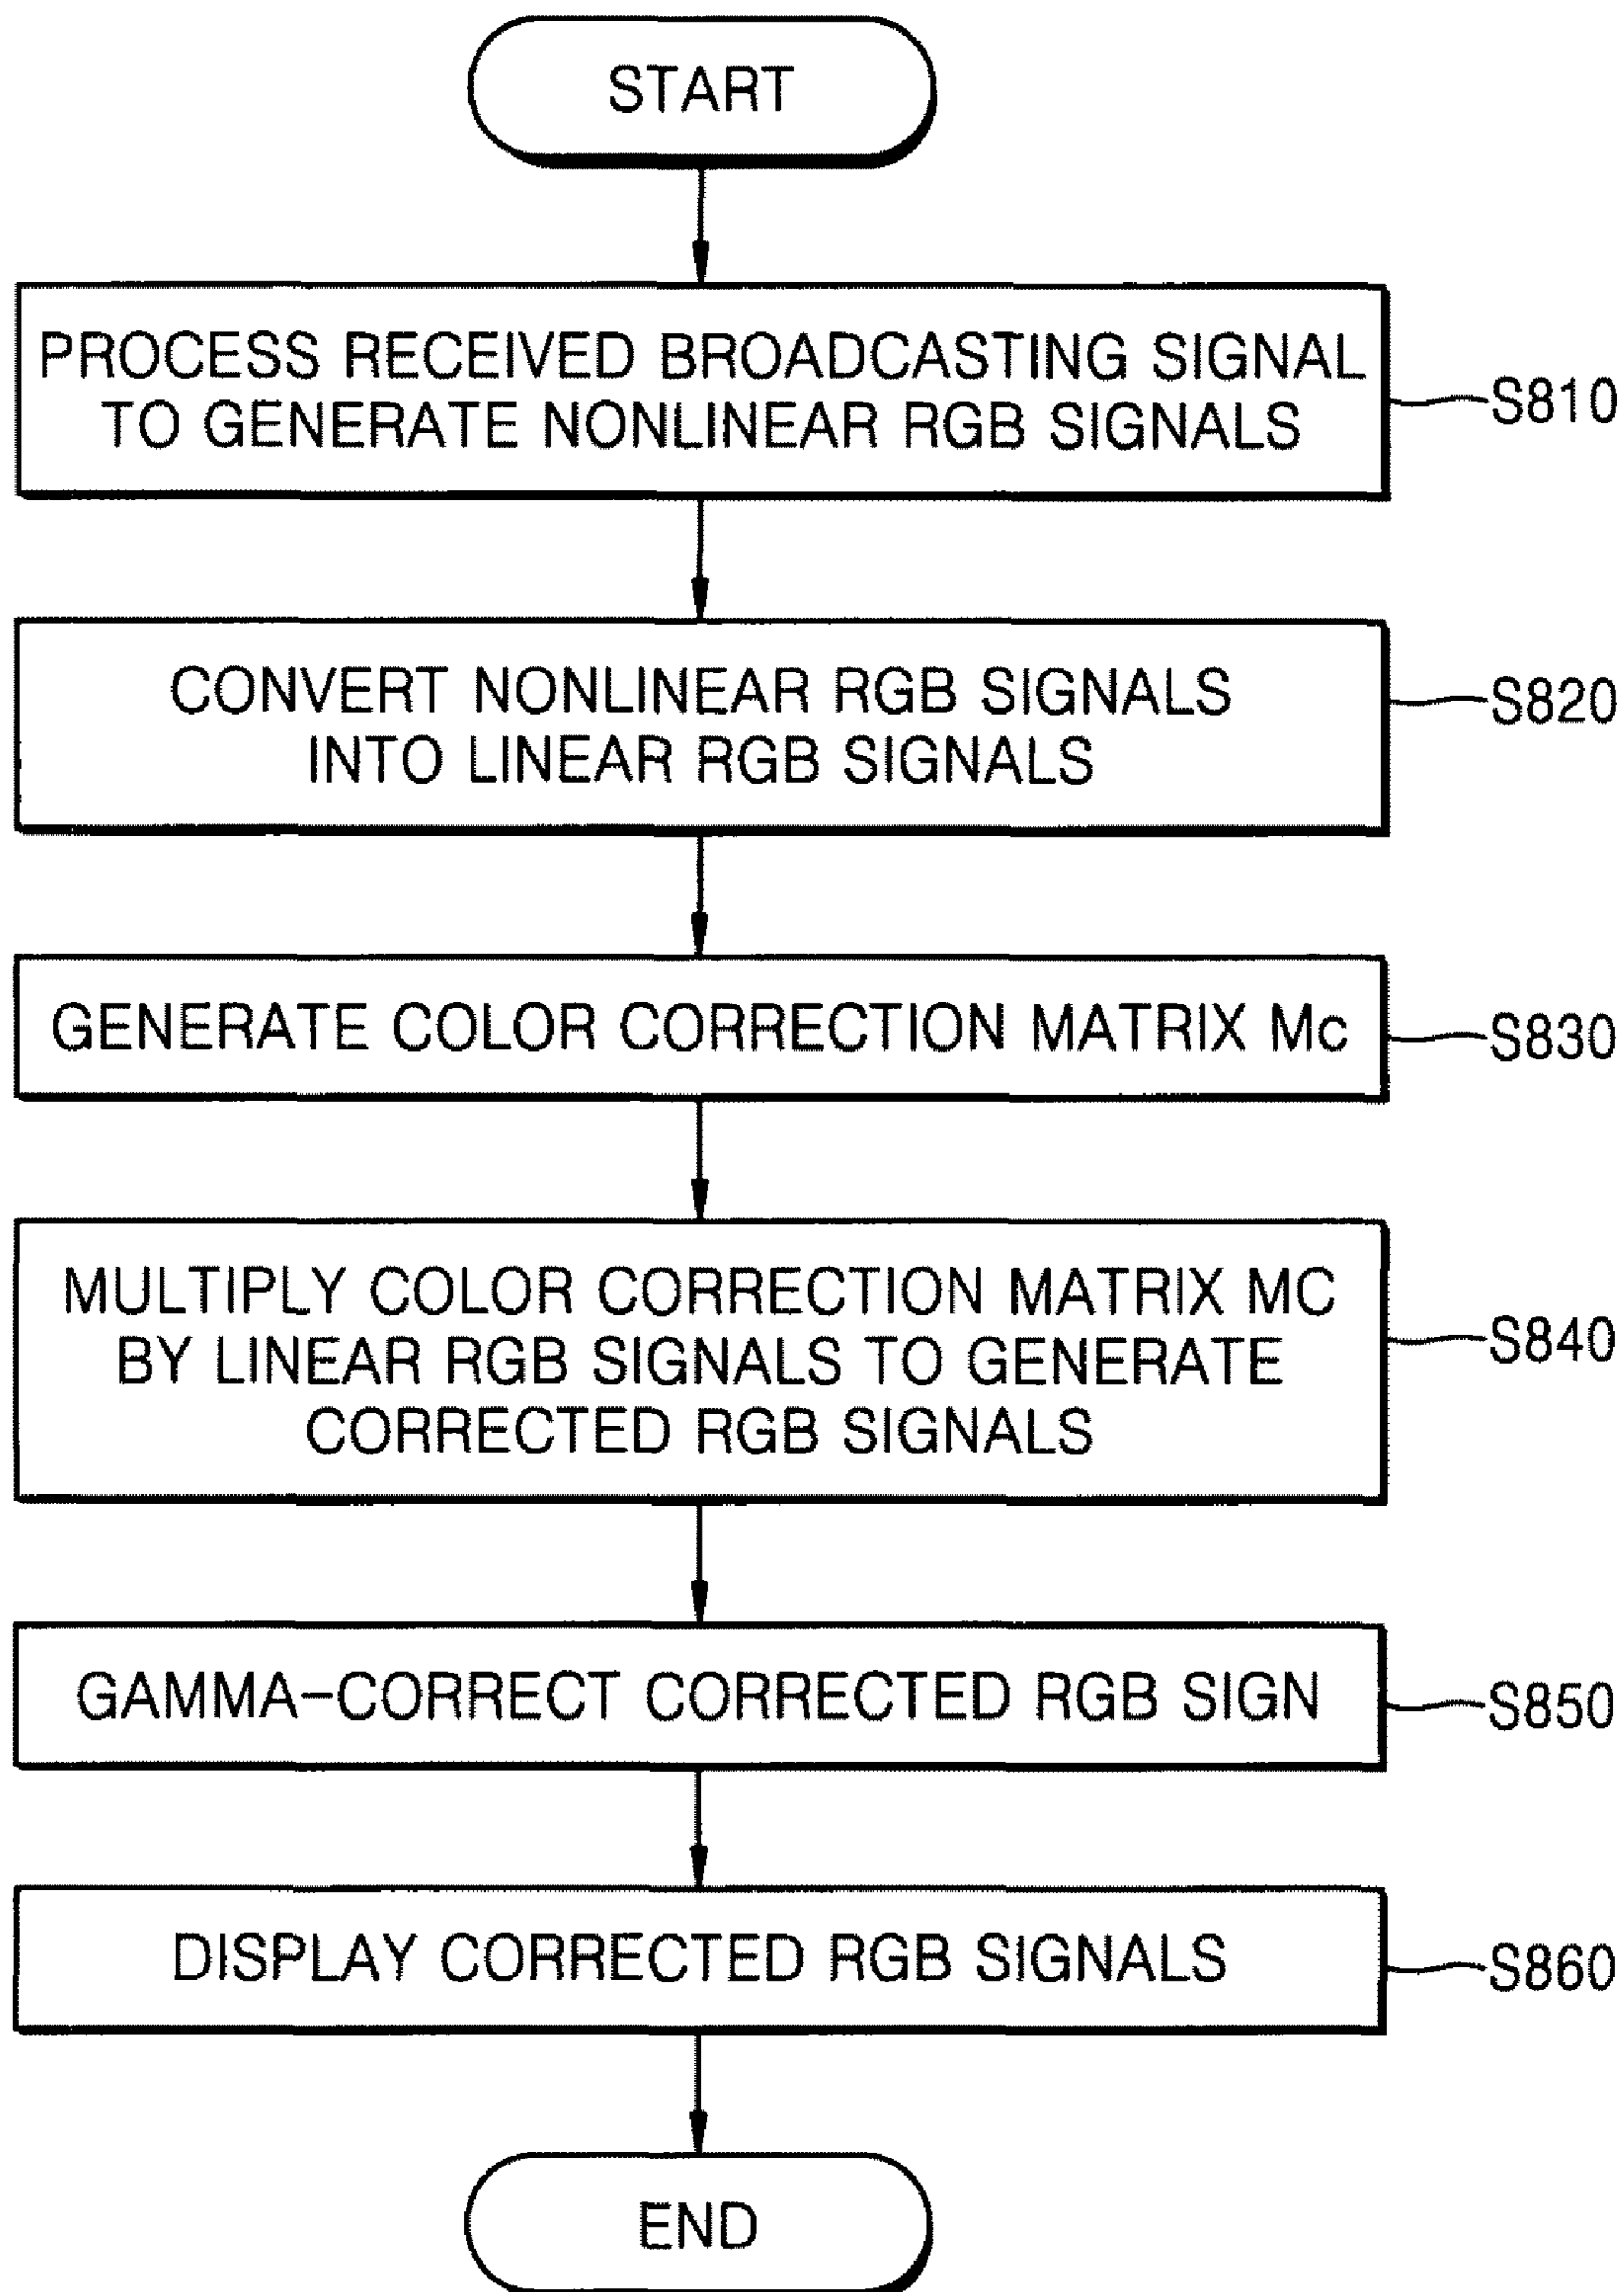 START
PROCESS RECEIVED BROADCASTING SIGNAL
TO GENERATE NONLINEAR RGB SIGNALS
S810
CONVERT NONLINEAR RGB SIGNALS
INTO LINEAR RGB SIGNALS
S820
GENERATE COLOR CORRECTION MATRIX Mc
S830
MULTIPLY COLOR CORRECTION MATRIX MC
BY LINEAR RGB SIGNALS TO GENERATE
CORRECTED RGB SIGNALS
S840
GAMMA-CORRECT CORRECTED RGB SIGN
S850
DISPLAY CORRECTED RGB SIGNALS
S860
END